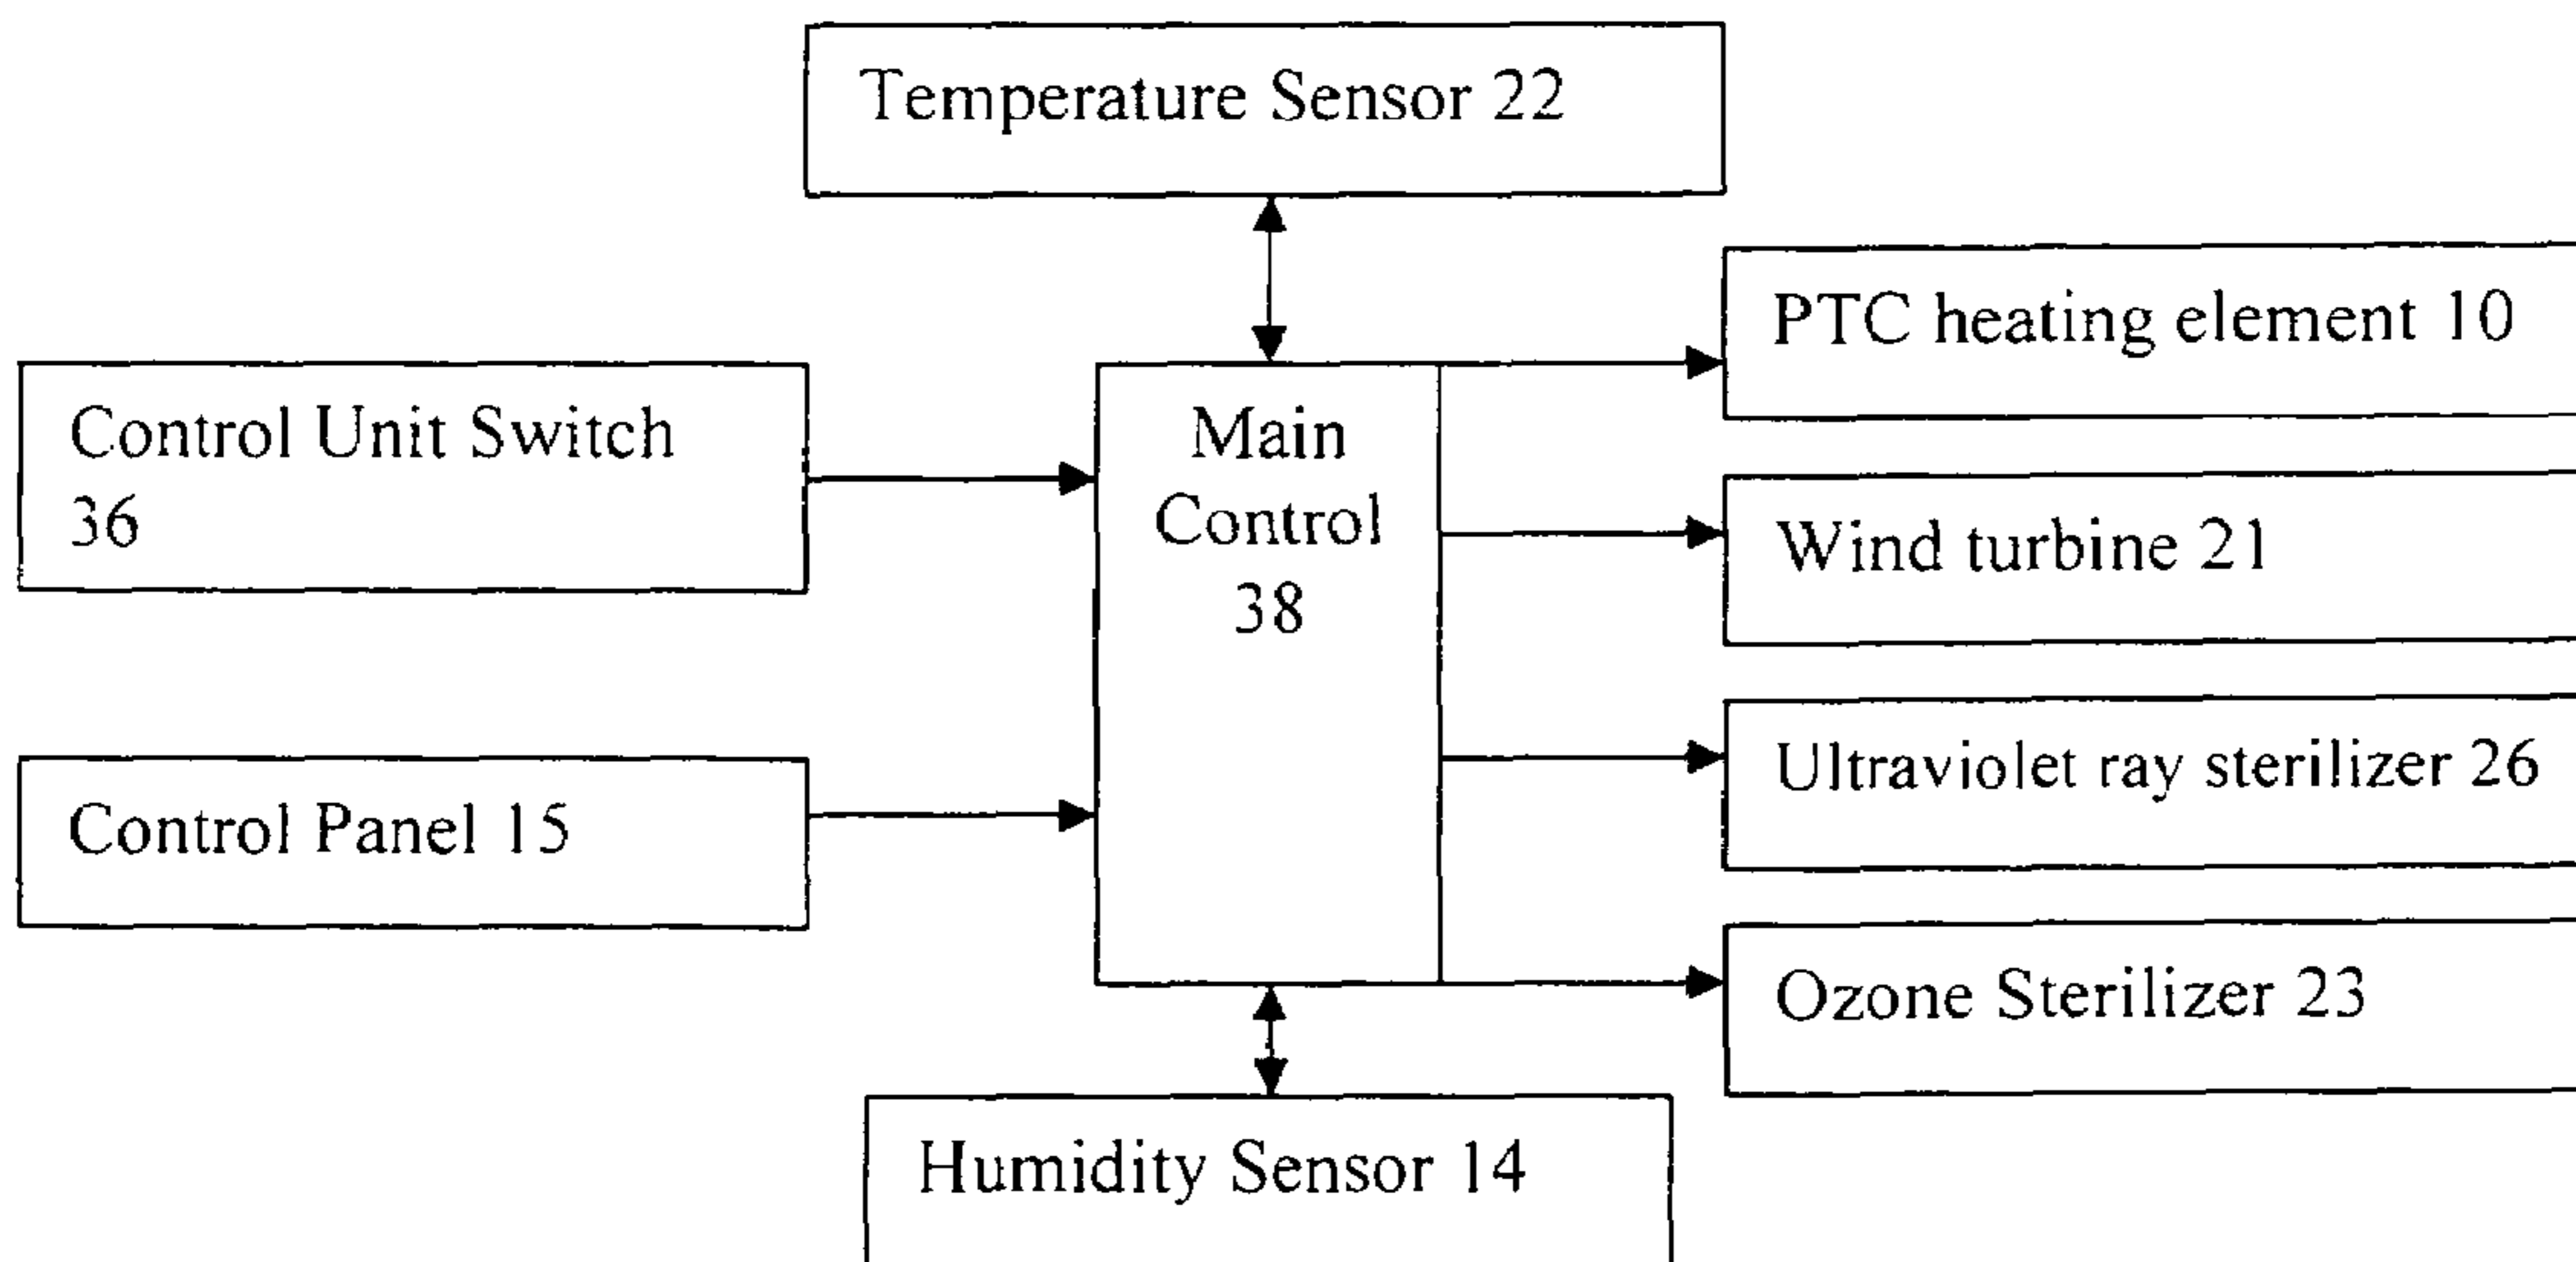 Temperature Sensor 22
PTC heating element 10
Control Unit Switch
36
Main
Control
38
Wind turbine 21
Ultraviolet ray sterilizer 26
Control Panel 15
Ozone Sterilizer 23
Humidity Sensor 14